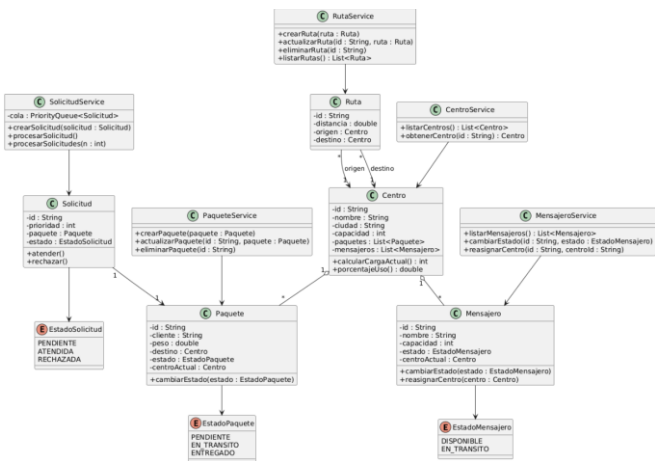 C RutaService
+crearRuta(ruta : Ruta)
+actualizarRuta(id : String, ruta : Ruta)
+eliminarRuta(id : String)
+listarRutas() : List<Ruta>
C SolicitudService
-cola : PriorityQueue<Solicitud>
+crearSolicitud(solicitud : Solicitud)
+procesarSolicitud()
+procesarSolicitudes(n : int)
C Ruta
-id : String
-distancia : double
-origen : Centro
-destino : Centro
C CentroService
+listarCentros() : List<Centro>
+obtenerCentro(id : String) : Centro
* *
origen destino
1 1
C Solicitud
-id : String
-prioridad : int
-paquete : Paquete
-estado : EstadoSolicitud
+atender()
+rechazar()
C PaqueteService
+crearPaquete(paquete : Paquete)
+actualizarPaquete(id : String, paquete : Paquete)
+eliminarPaquete(id : String)
C Centro
-id : String
-nombre : String
-ciudad : String
-capacidad : int
-paquetes : List<Paquete>
-mensajeros : List<Mensajero>
+calcularCargaActual() : int
+porcentajeUso() : double
C MensajeroService
+listarMensajeros() : List<Mensajero>
+cambiarEstado(id : String, estado : EstadoMensajero)
+reasignarCentro(id : String, centroId : String)
1 1
1 *
1 *
E EstadoSolicitud
PENDIENTE
ATENDIDA
RECHAZADA
C Paquete
-id : String
-cliente : String
-peso : double
-destino : Centro
-estado : EstadoPaquete
-centroActual : Centro
+cambiarEstado(estado : EstadoPaquete)
C Mensajero
-id : String
-nombre : String
-capacidad : int
-estado : EstadoMensajero
-centroActual : Centro
+cambiarEstado(estado : EstadoMensajero)
+reasignarCentro(centro : Centro)
E EstadoPaquete
PENDIENTE
EN_TRANSITO
ENTREGADO
E EstadoMensajero
DISPONIBLE
EN_TRANSITO